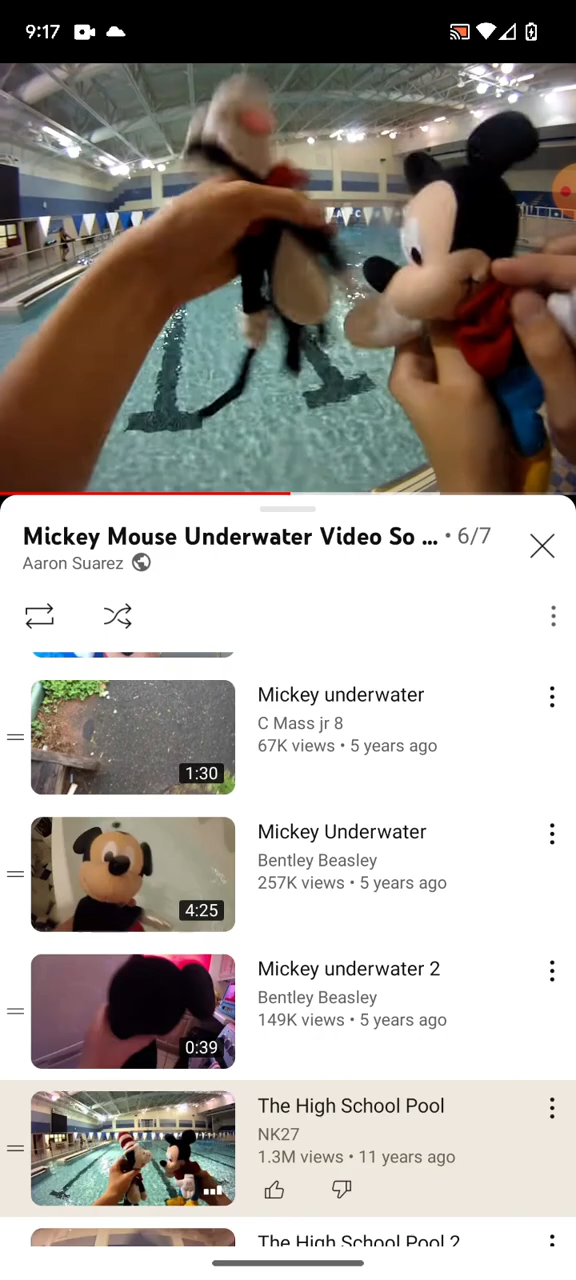 9:17
Mickey Mouse Underwater Video So ... • 6/7
Aaron Suarez
Mickey underwater
C Mass jr 8
67K views • 5 years ago
1:30
Mickey Underwater
Bentley Beasley
257K views • 5 years ago
4:25
Mickey underwater 2
Bentley Beasley
149K views • 5 years ago
0:39
The High School Pool
NK27
1.3M views • 11 years ago
The High School Pool 2